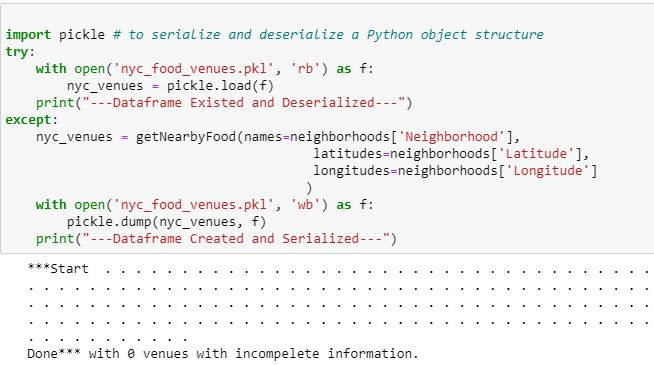 import pickle # to serialize and deserialize a Python object structure
try:
    with open('nyc_food_venues.pkl', 'rb') as f:
        nyc_venues = pickle.load(f)
    print("---Dataframe Existed and Deserialized---")
except:
    nyc_venues = getNearbyFood(names=neighborhoods['Neighborhood'],
                                        latitudes=neighborhoods['Latitude'],
                                        longitudes=neighborhoods['Longitude']
                                       )
    with open('nyc_food_venues.pkl', 'wb') as f:
        pickle.dump(nyc_venues, f)
    print("---Dataframe Created and Serialized---")
***Start  . . . . . . . . . . . . . . . . . . . . . . . . . . . . . . . . . . . . . . . .
. . . . . . . . . . . . . . . . . . . . . . . . . . . . . . . . . . . . . . . . . . . . . .
. . . . . . . . . . . . . . . . . . . . . . . . . . . . . . . . . . . . . . . . . . . . . .
. . . . . . . . . . . . . . . . . . . . . . . . . . . . . . . . . . . . . . . . . . . . . .
. . . . . . . . . . . .
Done*** with 0 venues with incompelete information.